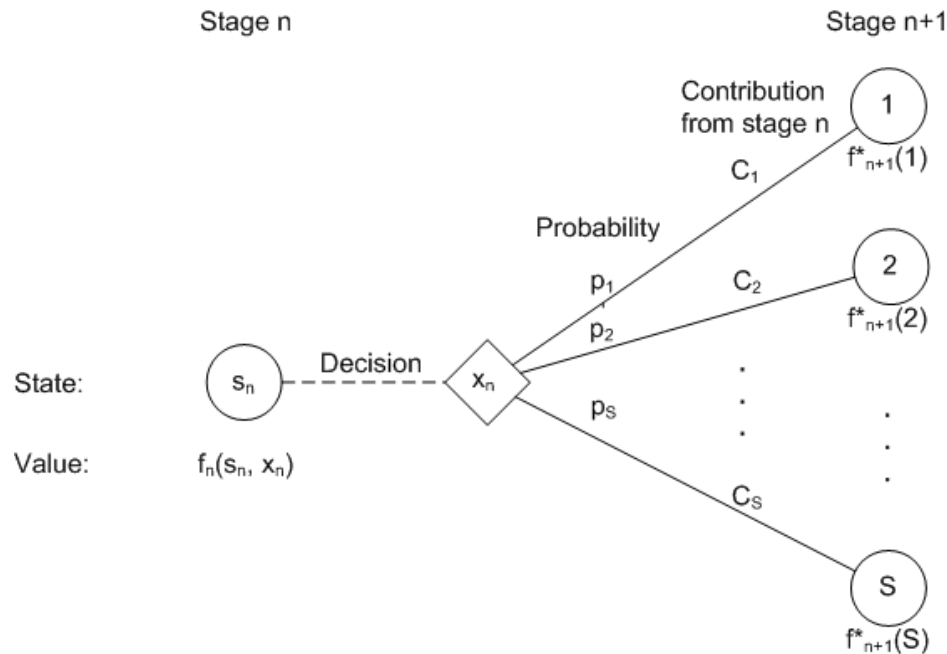 Stage n
Stage n+1
Contribution
from stage n
1
f*ₙ₊₁(1)
C₁
Probability
p₁
C₂
2
f*ₙ₊₁(2)
p₂
State:
sₙ
Decision
xₙ
pS
Value:
fₙ(sₙ, xₙ)
CS
S
f*ₙ₊₁(S)